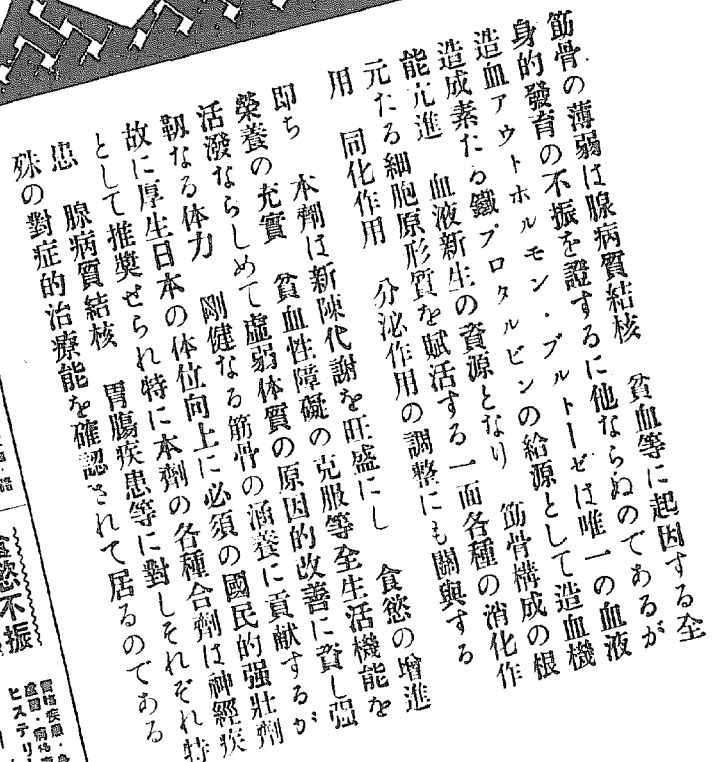 筋骨の薄弱は腺病質結核　貧血等に起因する全
身的發育の不振を證するに他ならぬのであるが
造血アウトホルモン・ブルトーゼは唯一の血液
造成素たる鐵プロタルビンの給源として造血機
能亢進　血液新生の資源となり　筋骨構成の根
元たる細胞原形質を賦活する一面各種の消化作
用　同化作用　分泌作用の調整にも關與する
即ち　本劑は新陳代謝を旺盛にし　食慾の增進
榮養の充實　貧血性障礙の克服等全生活機能を
活潑ならしめて虛弱体質の原因的改善に資し强
靱なる体力　剛健なる筋骨の涵養に貢献するが
故に厚生日本の体位向上に必須の國民的强壯劑
として推奬せられ特に本劑の各種合劑は神經疾
患　腺病質結核　胃腸疾患等に對しそれぞれ特
殊の對症的治療能を確認されて居るのである
食慾不振
ヒステリ